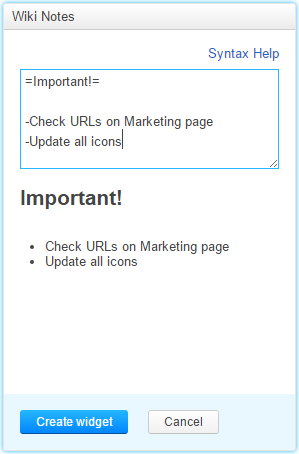 Wiki Notes
Syntax Help
=Important!=
-Check URLs on Marketing page
-Update all icons
Important!
• Check URLs on Marketing page
• Update all icons
Create widget Cancel